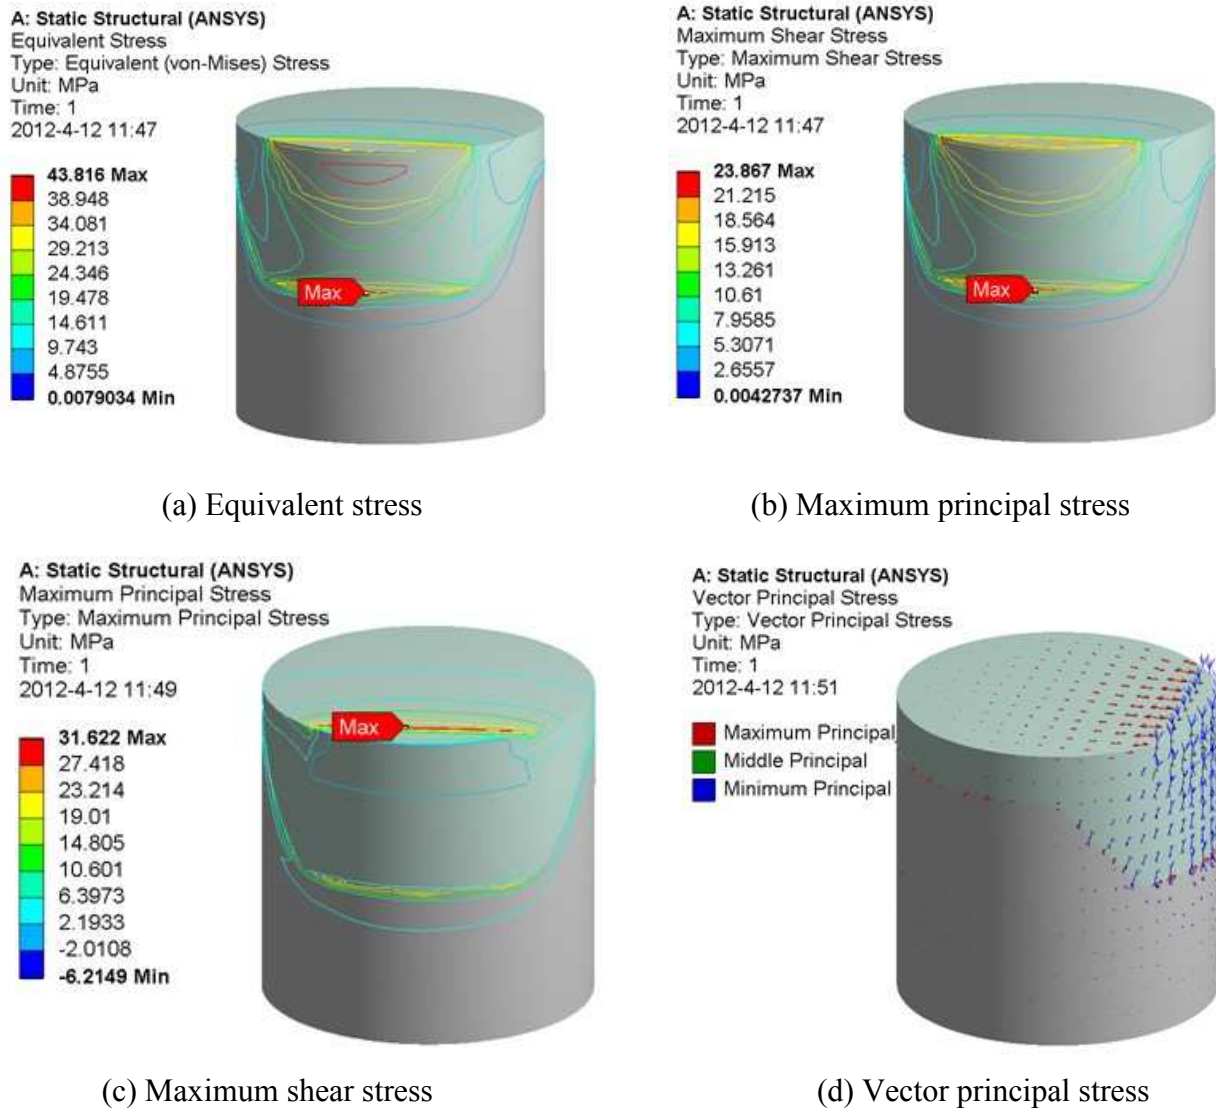 A: Static Structural (ANSYS)
Equivalent Stress
Type: Equivalent (von-Mises) Stress
Unit: MPa
Time: 1
2012-4-12 11:47
43.816 Max
38.948
34.081
29.213
24.346
19.478
14.611
9.743
4.8755
0.0079034 Min
Max
(a) Equivalent stress
A: Static Structural (ANSYS)
Maximum Shear Stress
Type: Maximum Shear Stress
Unit: MPa
Time: 1
2012-4-12 11:47
23.867 Max
21.215
18.564
15.913
13.261
10.61
7.9585
5.3071
2.6557
0.0042737 Min
Max
(b) Maximum principal stress
A: Static Structural (ANSYS)
Maximum Principal Stress
Type: Maximum Principal Stress
Unit: MPa
Time: 1
2012-4-12 11:49
31.622 Max
27.418
23.214
19.01
14.805
10.601
6.3973
2.1933
-2.0108
-6.2149 Min
Max
(c) Maximum shear stress
A: Static Structural (ANSYS)
Vector Principal Stress
Type: Vector Principal Stress
Unit: MPa
Time: 1
2012-4-12 11:51
Maximum Principal
Middle Principal
Minimum Principal
(d) Vector principal stress